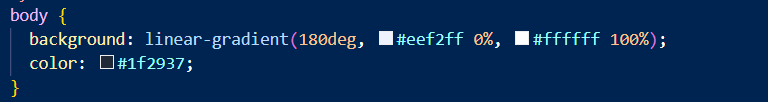 body {
background: linear-gradient(180deg, #eef2ff 0%, #ffffff 100%);
color: #1f2937;
}